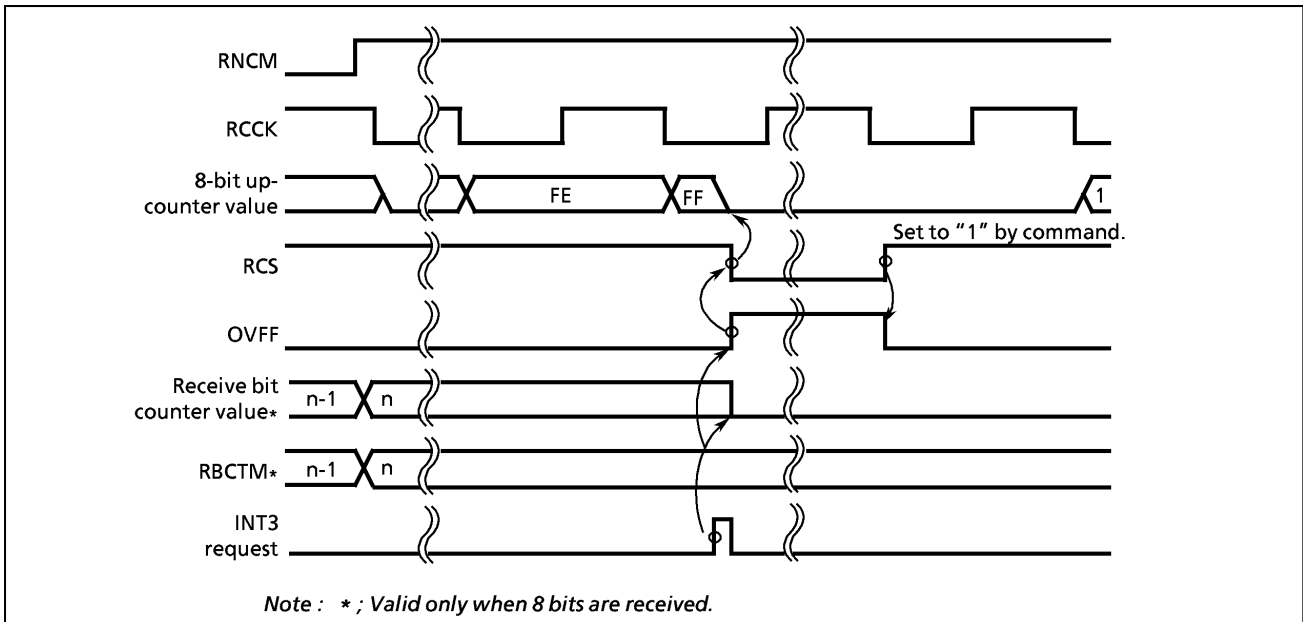 RNCM
RCCK
8-bit up-
counter value
FE
FF
1
Set to "1" by command.
RCS
OVFF
Receive bit
counter value*
n-1
n
RBCTM*
n-1
n
INT3
request
Note : * ; Valid only when 8 bits are received.